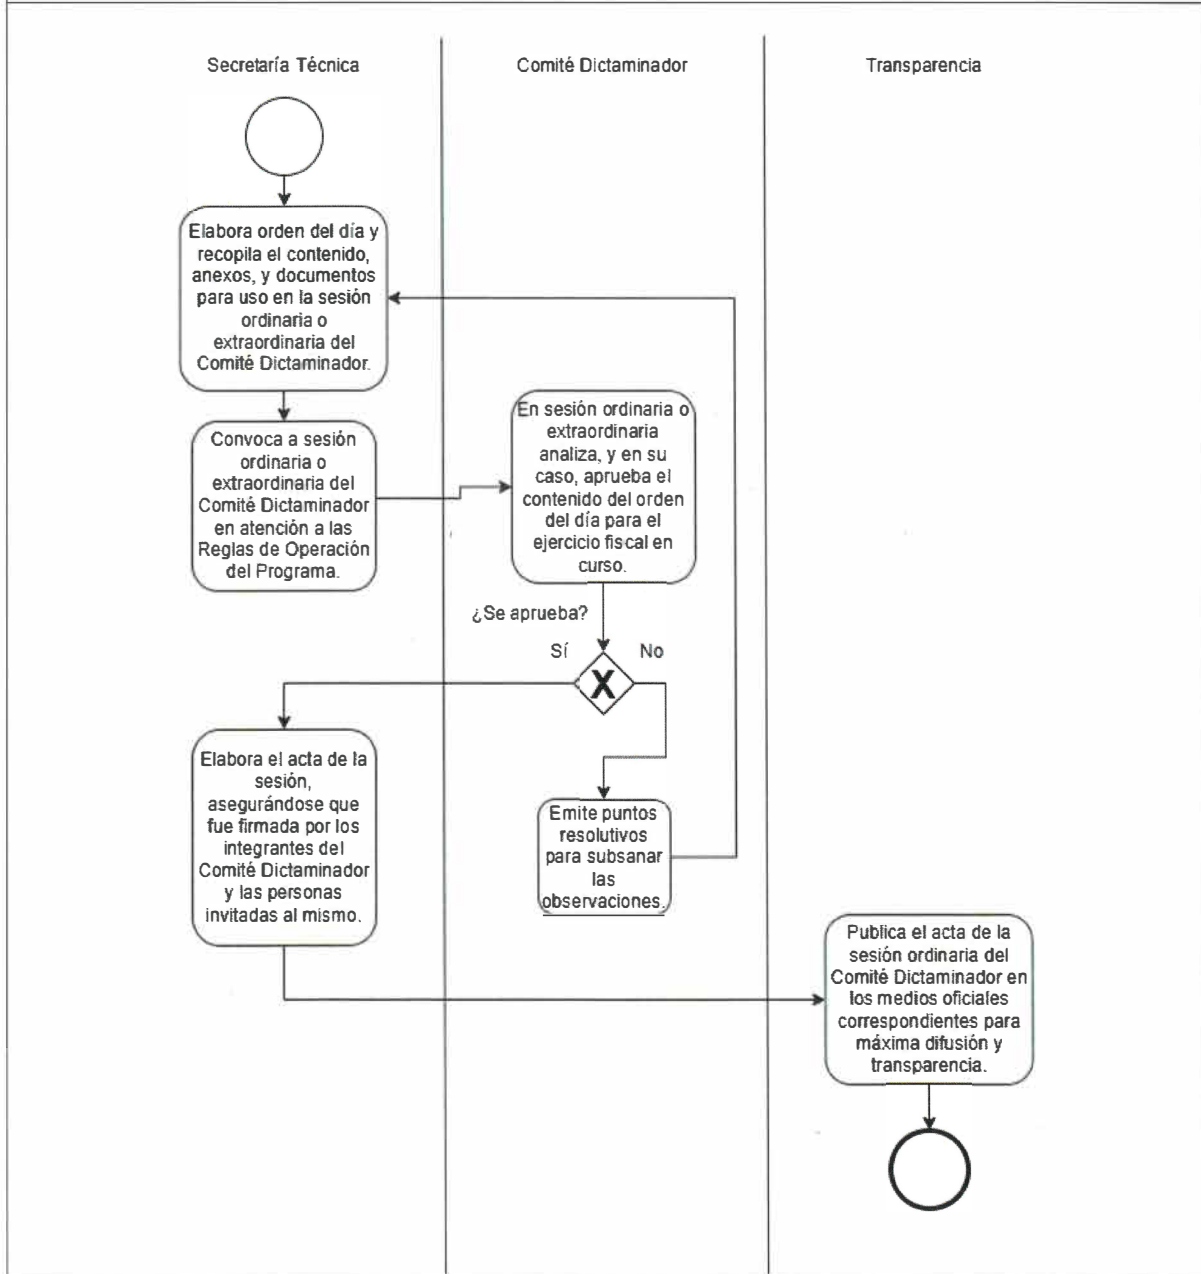 Secretaría Técnica
Comité Dictaminador
Transparencia
Elabora orden del día y
recopila el contenido,
anexos, y documentos
para uso en la sesión
ordinaria o
extraordinaria del
Comité Dictaminador.
Convoca a sesión
ordinaria o
extraordinaria del
Comité Dictaminador
en atención a las
Reglas de Operación
del Programa.
En sesión ordinaria o
extraordinaria
analiza, y en su
caso, aprueba el
contenido del orden
del día para el
ejercicio fiscal en
curso.
¿Se aprueba?
Sí
No
X
Elabora el acta de la
sesión,
asegurándose que
fue firmada por los
integrantes del
Comité Dictaminador
y las personas
invitadas al mismo.
Emite puntos
resolutivos
para subsanar
las
observaciones.
Publica el acta de la
sesión ordinaria del
Comité Dictaminador en
los medios oficiales
correspondientes para
máxima difusión y
transparencia.